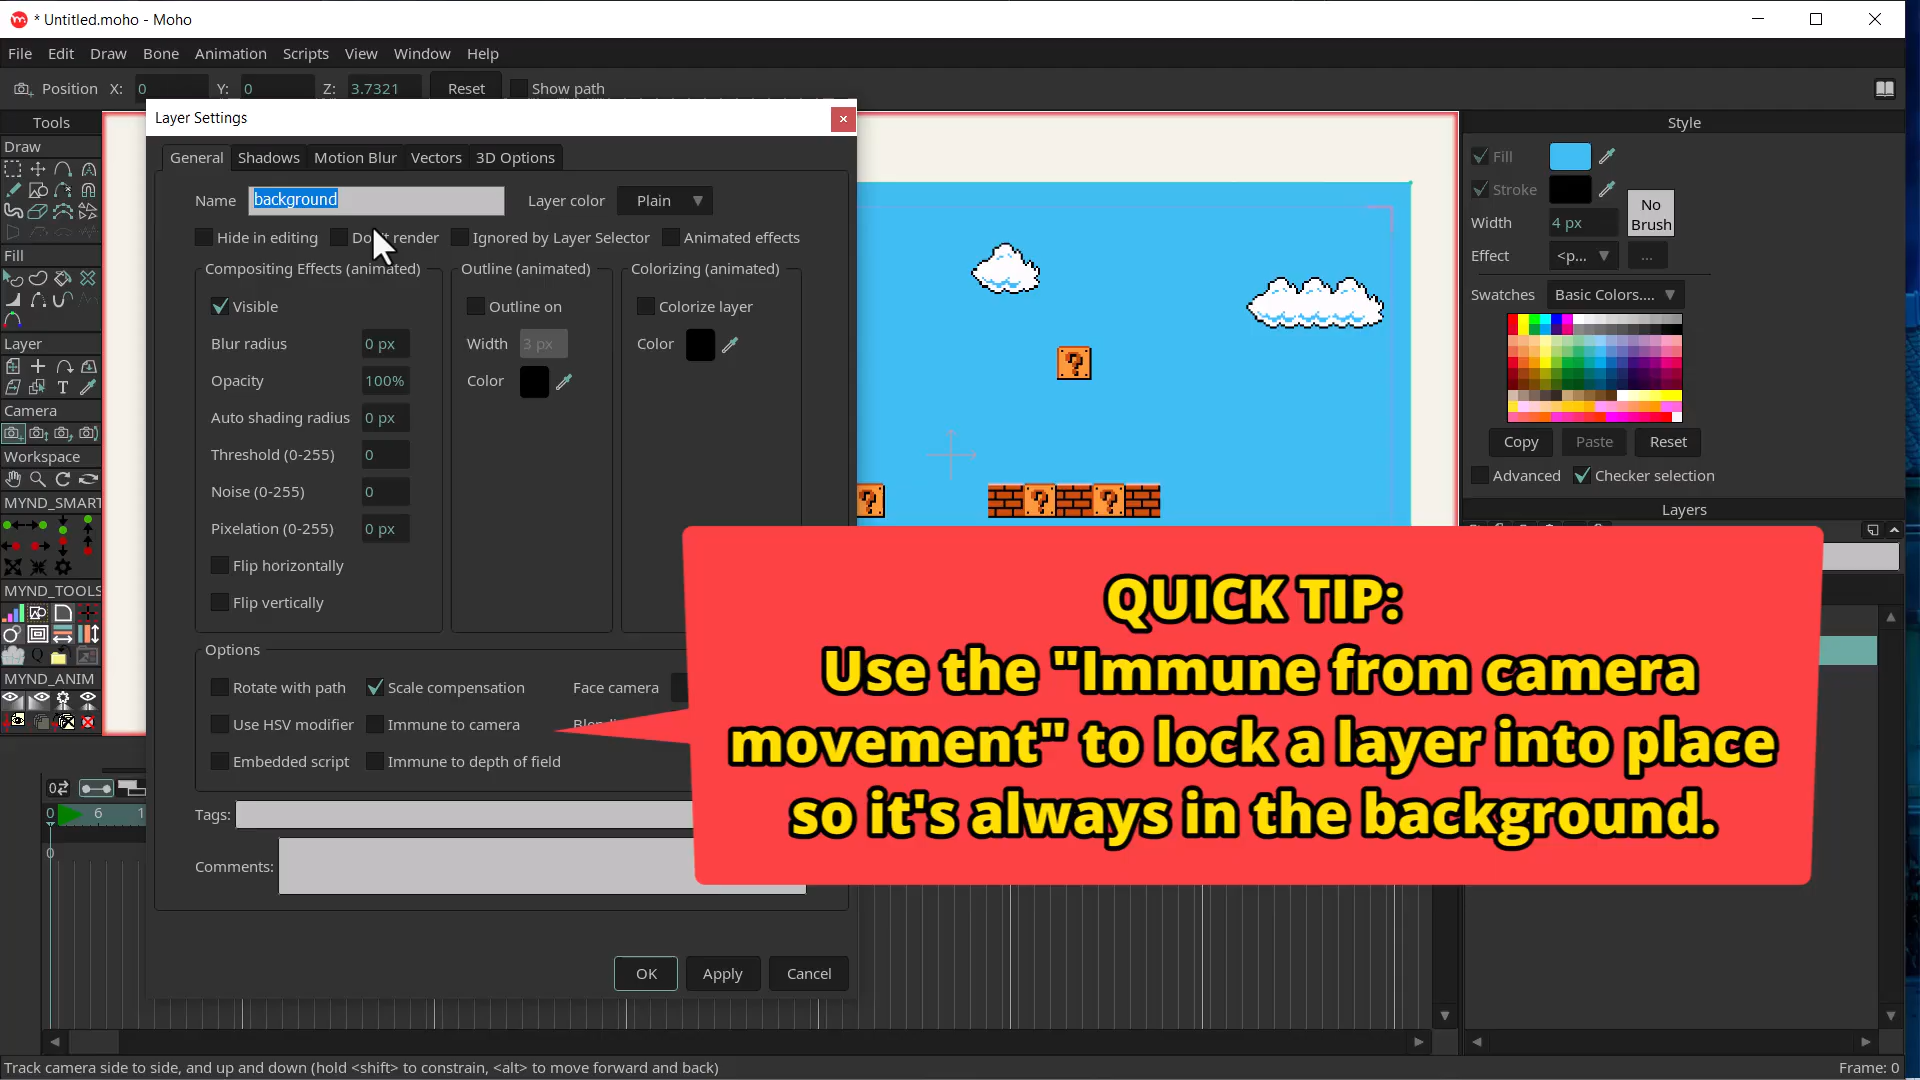 * Untitled.moho - Moho
File Edit Draw Bone Animation Scripts View Window Help
Position X: 0 Y: 0 Z: 3.7321 Reset Show path
Tools
Draw
Fill
Layer
Camera
Workspace
MYND_SMART
MYND_TOOLS
MYND_ANIM
Layer Settings
General Shadows Motion Blur Vectors 3D Options
Name background Layer color Plain
Hide in editing Don't render Ignored by Layer Selector Animated effects
Compositing Effects (animated) Outline (animated) Colorizing (animated)
Visible Outline on Colorize layer
Blur radius 0 px Width 3 px Color
Opacity 100% Color
Auto shading radius 0 px
Threshold (0-255) 0
Noise (0-255) 0
Pixelation (0-255) 0 px
Flip horizontally
Flip vertically
Options
Rotate with path Scale compensation Face camera
Use HSV modifier Immune to camera
Embedded script Immune to depth of field
Tags:
Comments:
OK Apply Cancel
QUICK TIP:
Use the "Immune from camera
movement" to lock a layer into place
so it's always in the background.
Style
Fill
Stroke
No
Brush
Width 4 px
Effect <p... ...
Swatches Basic Colors....
Copy Paste Reset
Advanced Checker selection
Layers
0 6
0
Track camera side to side, and up and down (hold <shift> to constrain, <alt> to move forward and back)
Frame: 0